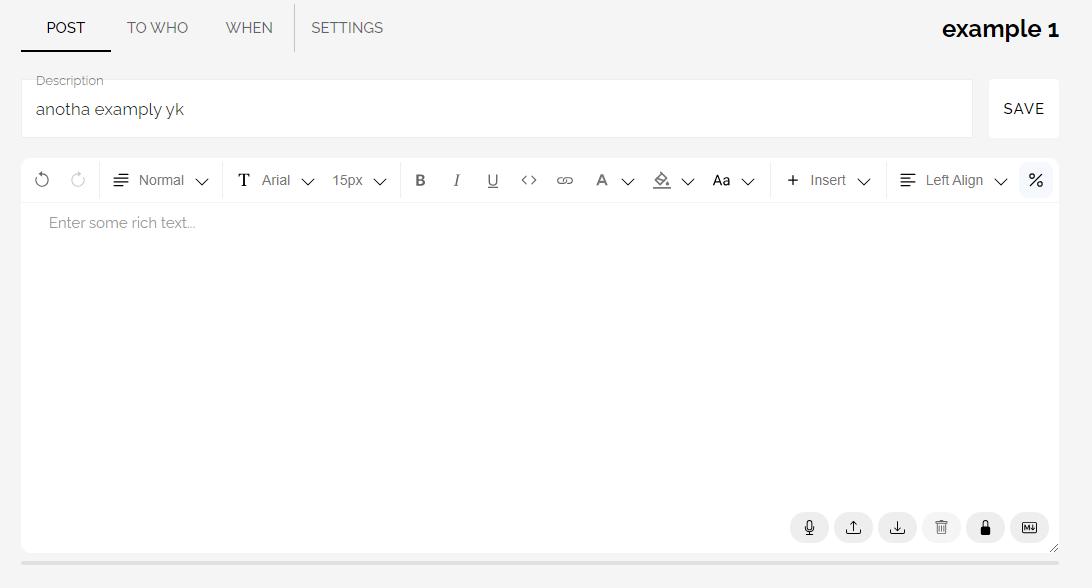 POST TO WHO WHEN SETTINGS example 1
Description
anotha examply yk
SAVE
Normal T Arial 15px B I U <> A Aa + Insert Left Align %
Enter some rich text...
M↓